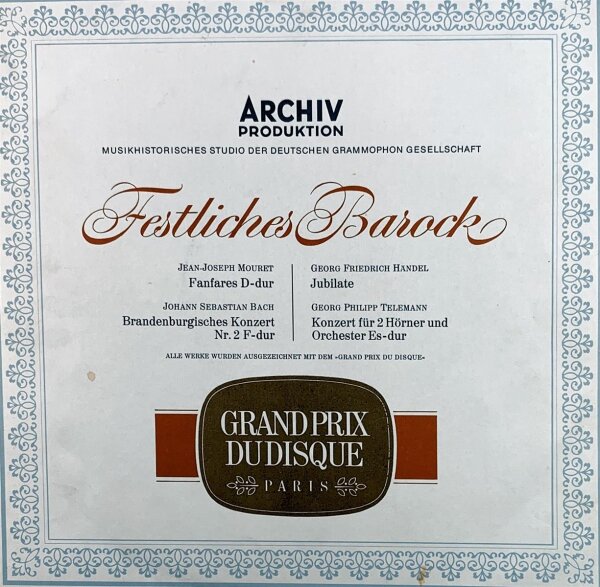 ARCHIV
PRODUKTION
MUSIKHISTORISCHES STUDIO DER DEUTSCHEN GRAMMOPHON GESELLSCHAFT
Festliches Barock
JEAN-JOSEPH MOURET
Fanfares D-dur
JOHANN SEBASTIAN BACH
Brandenburgisches Konzert
Nr. 2 F-dur
GEORG FRIEDRICH HÄNDEL
Jubilate
GEORG PHILIPP TELEMANN
Konzert für 2 Hörner und
Orchester Es-dur
ALLE WERKE WURDEN AUSGEZEICHNET MIT DEM »GRAND PRIX DU DISQUE«
GRAND PRIX
DU DISQUE
PARIS